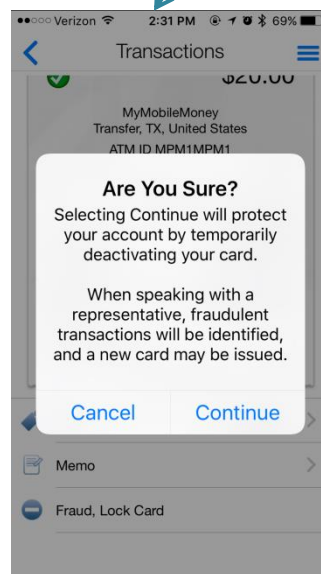 Verizon 2:31 PM 69%
Transactions
$20.00
MyMobileMoney
Transfer, TX, United States
ATM ID MPM1MPM1
Are You Sure?
Selecting Continue will protect
your account by temporarily
deactivating your card.
When speaking with a
representative, fraudulent
transactions will be identified,
and a new card may be issued.
Cancel Continue
Memo
Fraud, Lock Card